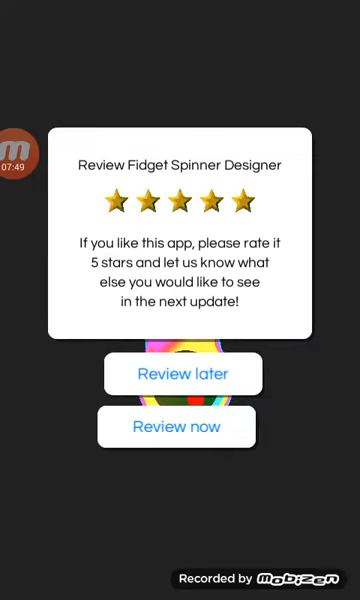 Review Fidget Spinner Designer
If you like this app, please rate it
5 stars and let us know what
else you would like to see
in the next update!
m
07:49
Review later
Review now
Recorded by mobizen